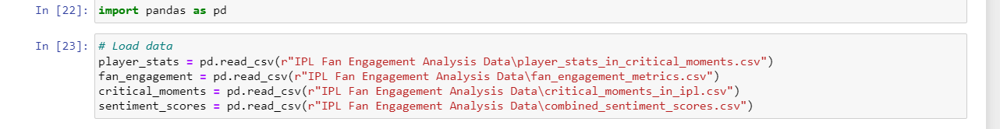 In [22]: import pandas as pd
In [23]: # Load data
player_stats = pd.read_csv(r"IPL Fan Engagement Analysis Data\player_stats_in_critical_moments.csv")
fan_engagement = pd.read_csv(r"IPL Fan Engagement Analysis Data\fan_engagement_metrics.csv")
critical_moments = pd.read_csv(r"IPL Fan Engagement Analysis Data\critical_moments_in_ipl.csv")
sentiment_scores = pd.read_csv(r"IPL Fan Engagement Analysis Data\combined_sentiment_scores.csv")